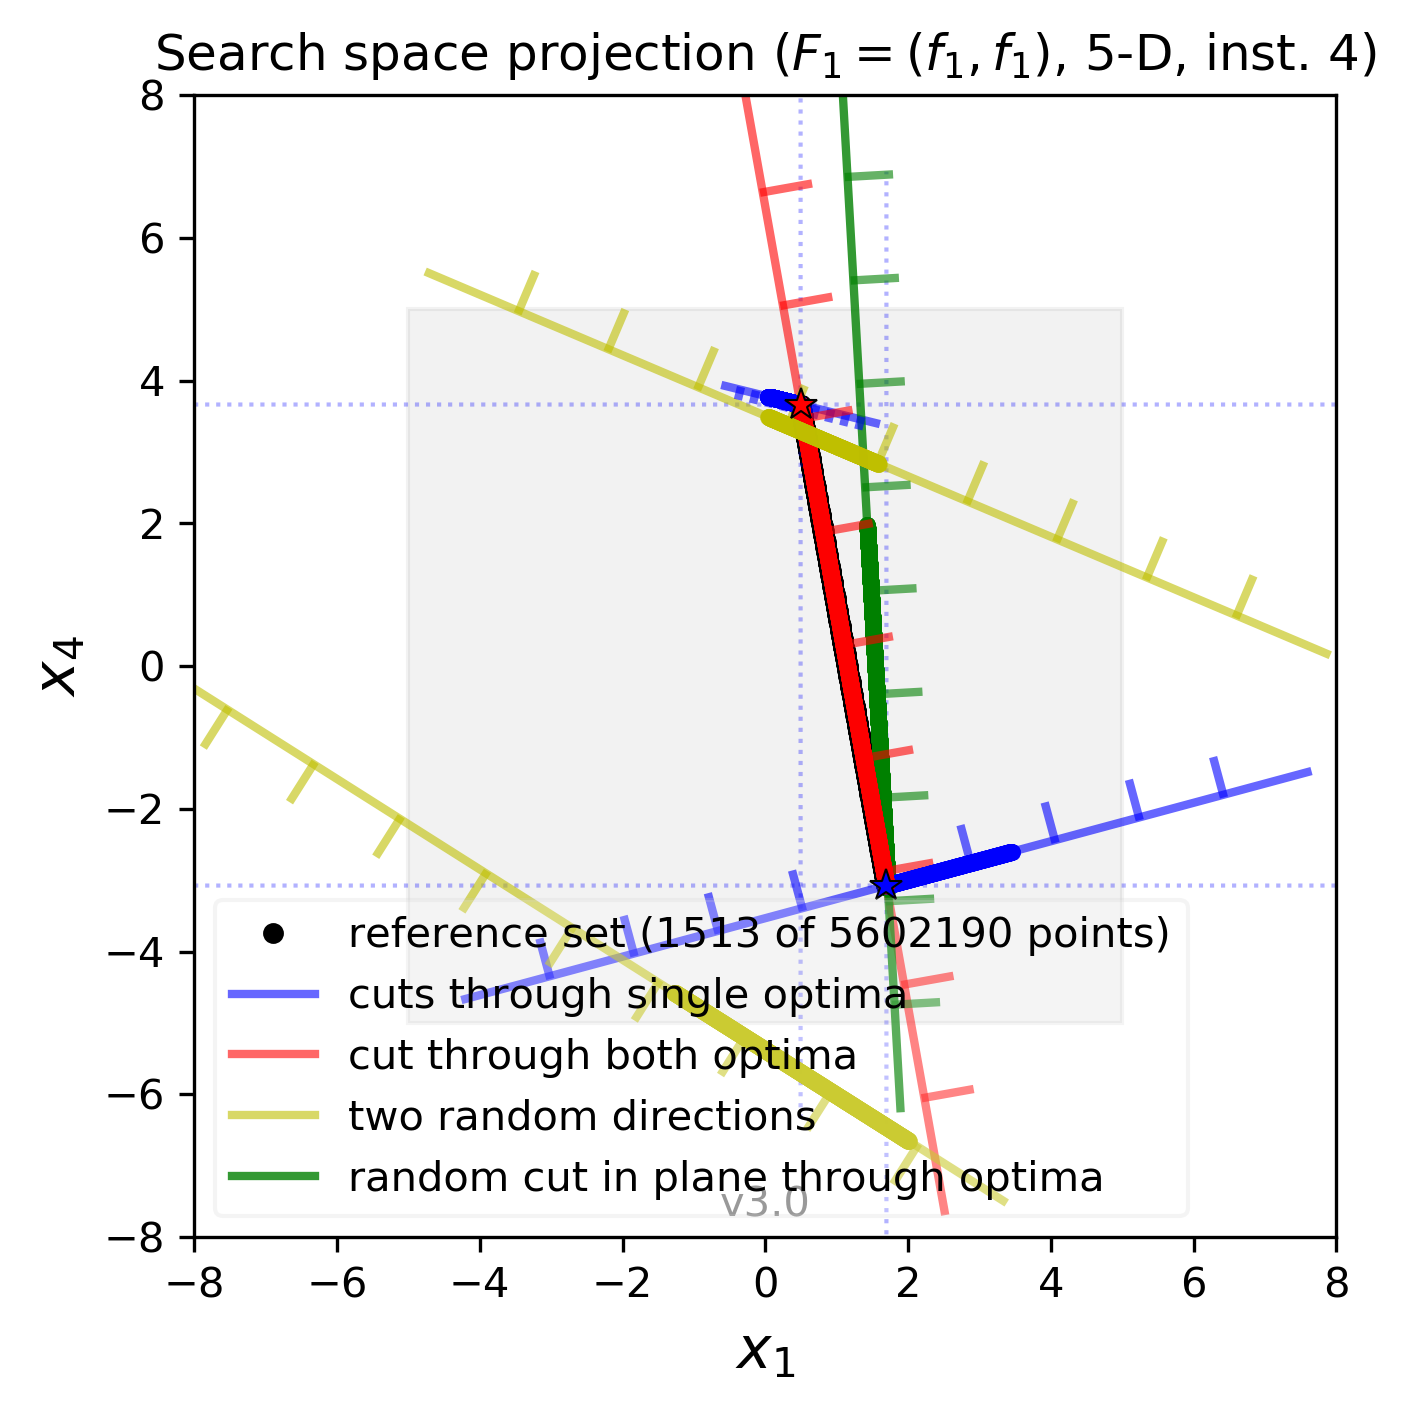 Search space projection (F₁ = (f₁, f₁), 5-D, inst. 4)
8
6
4
2
0
−2
−4
−6
−8
x₄
reference set (1513 of 5602190 points)
cuts through single optima
cut through both optima
two random directions
random cut in plane through optima
v3.0
−8 −6 −4 −2 0 2 4 6 8
x₁